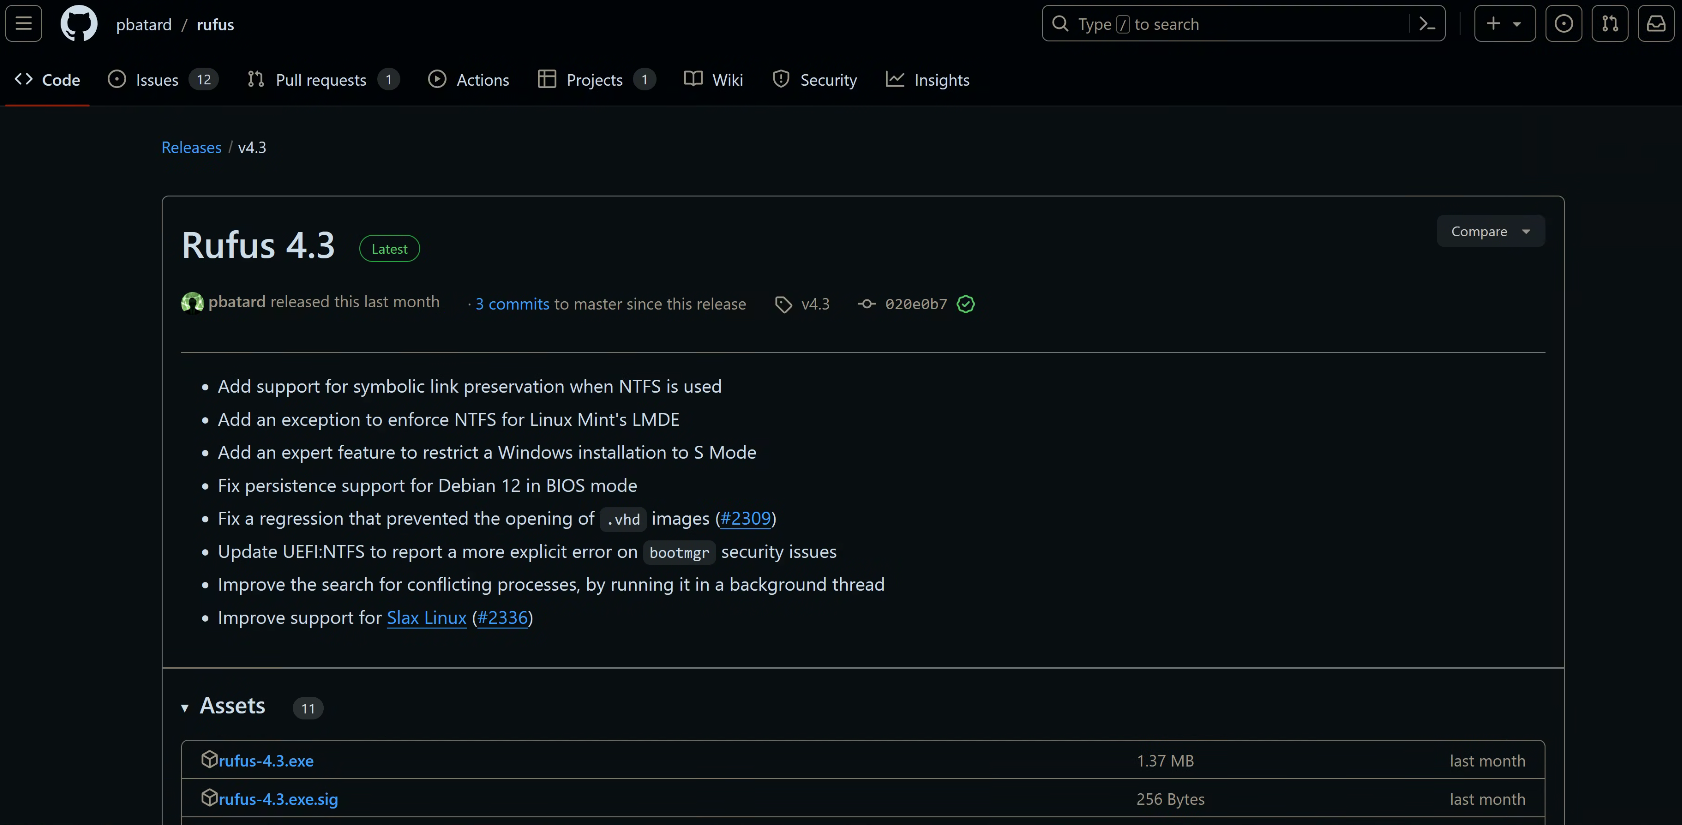 pbatard / rufus
Type / to search
Code
Issues 12
Pull requests 1
Actions
Projects 1
Wiki
Security
Insights
Releases / v4.3
Rufus 4.3 Latest
Compare
pbatard released this last month · 3 commits to master since this release v4.3 020e0b7
• Add support for symbolic link preservation when NTFS is used
• Add an exception to enforce NTFS for Linux Mint's LMDE
• Add an expert feature to restrict a Windows installation to S Mode
• Fix persistence support for Debian 12 in BIOS mode
• Fix a regression that prevented the opening of .vhd images (#2309)
• Update UEFI:NTFS to report a more explicit error on bootmgr security issues
• Improve the search for conflicting processes, by running it in a background thread
• Improve support for Slax Linux (#2336)
Assets 11
rufus-4.3.exe 1.37 MB last month
rufus-4.3.exe.sig 256 Bytes last month